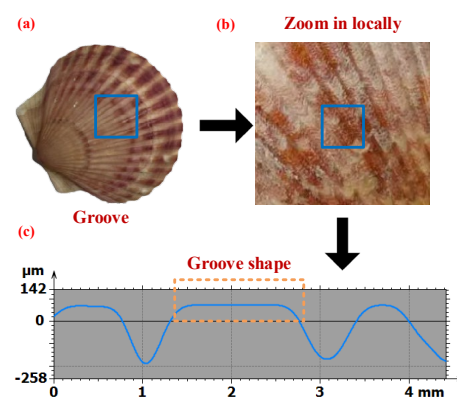 (a)
(b)
Zoom in locally
Groove
(c)
µm
Groove shape
142
0
-258
0
1
2
3
4 mm